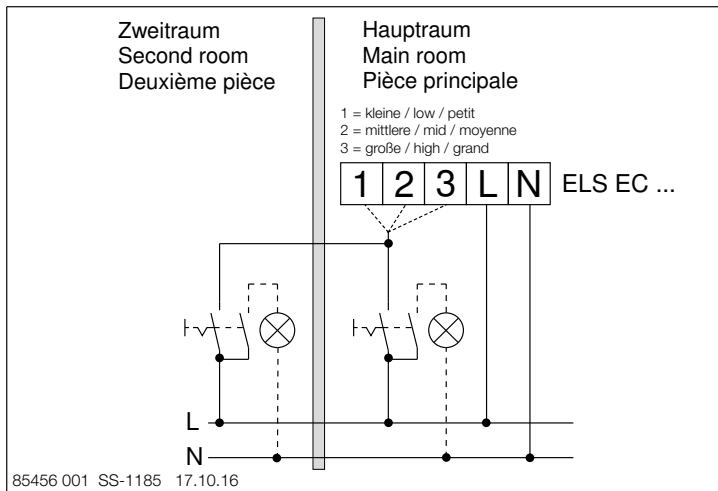 Zweitraum
Second room
Deuxième pièce
Hauptraum
Main room
Pièce principale
1 = kleine / low / petit
2 = mittlere / mid / moyenne
3 = große / high / grand
1 2 3 L N ELS EC ...
L
N
85456 001 SS-1185 17.10.16